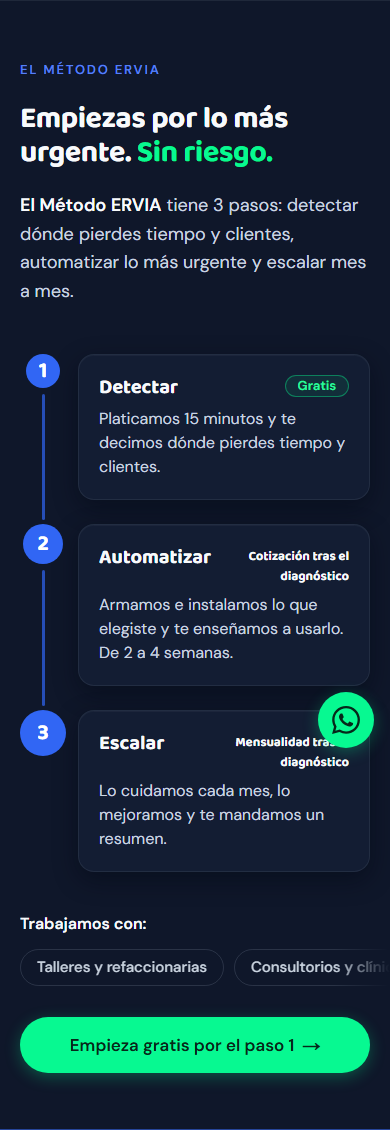 EL MÉTODO ERVIA
Empiezas por lo más
urgente. Sin riesgo.
El Método ERVIA tiene 3 pasos: detectar
dónde pierdes tiempo y clientes,
automatizar lo más urgente y escalar mes
a mes.
1
Detectar
Gratis
Platicamos 15 minutos y te
decimos dónde pierdes tiempo y
clientes.
2
Automatizar
Cotización tras el
diagnóstico
Armamos e instalamos lo que
elegiste y te enseñamos a usarlo.
De 2 a 4 semanas.
3
Escalar
Mensualidad tras
diagnóstico
Lo cuidamos cada mes, lo
mejoramos y te mandamos un
resumen.
Trabajamos con:
Talleres y refaccionarias
Consultorios y
Empieza gratis por el paso 1 →